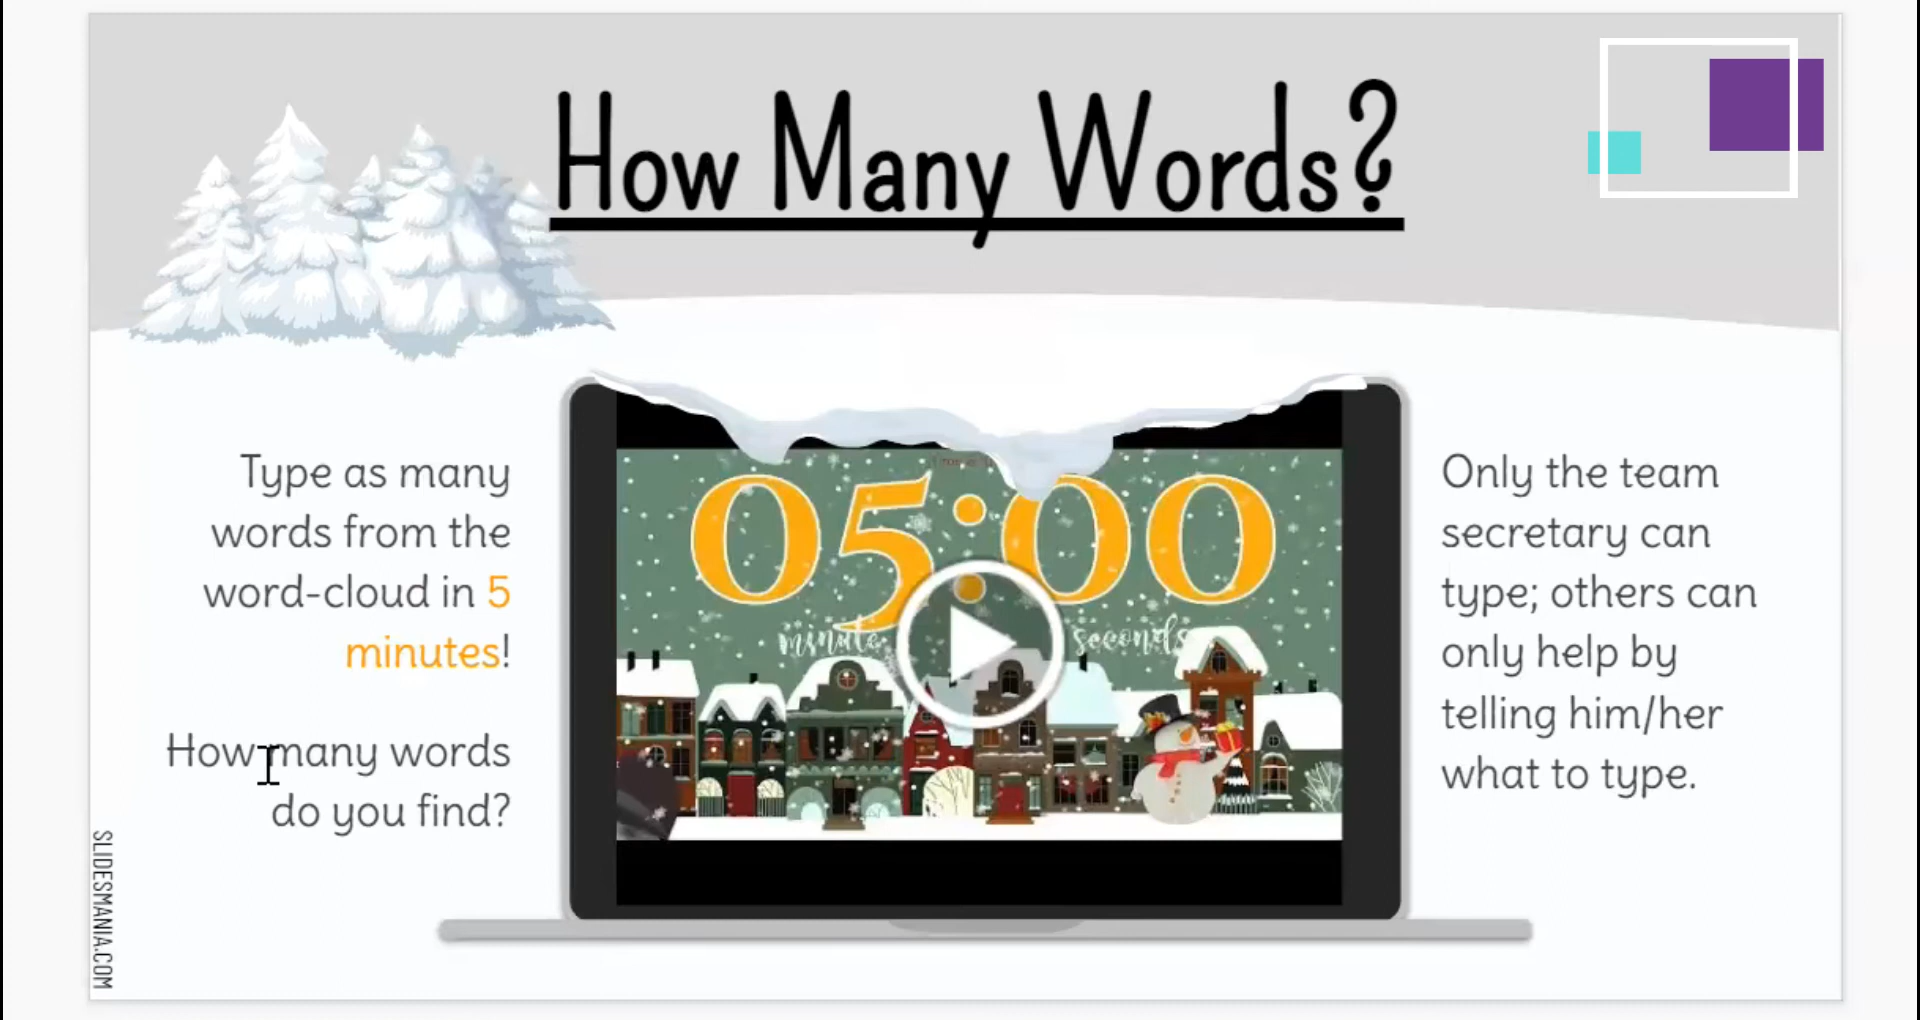 How Many Words?
Type as many
words from the
word-cloud in 5
minutes!
How many words
do you find?
05:00
minute
seconds
Only the team
secretary can
type; others can
only help by
telling him/her
what to type.
SLIDESMANIA.COM